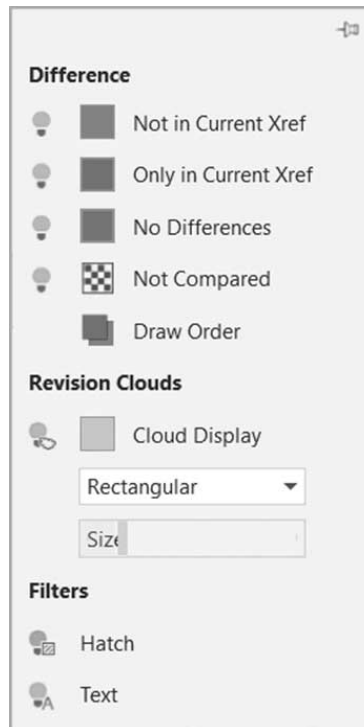 Difference
Not in Current Xref
Only in Current Xref
No Differences
Not Compared
Draw Order
Revision Clouds
Cloud Display
Rectangular
Size
Filters
Hatch
A Text